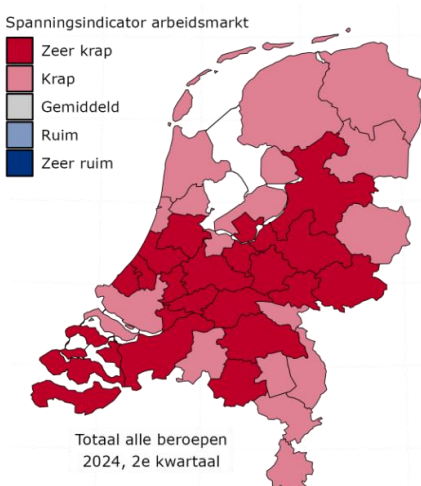 Spanningsindicator arbeidsmarkt
Zeer krap
Krap
Gemiddeld
Ruim
Zeer ruim
Totaal alle beroepen
2024, 2e kwartaal